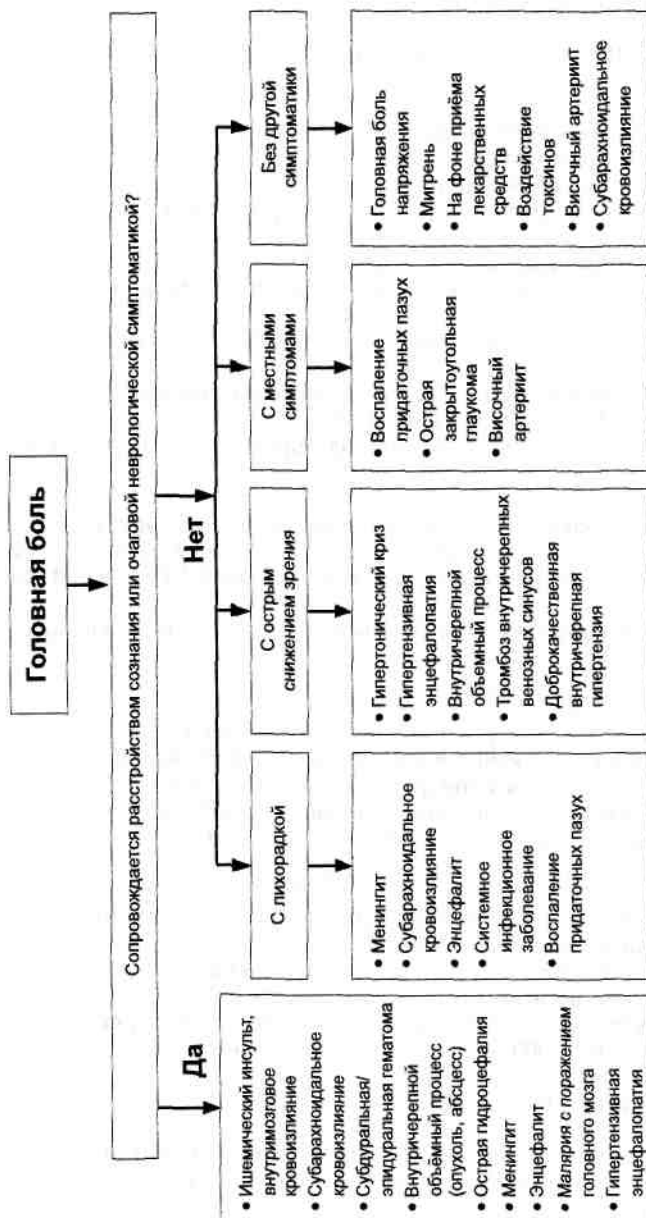 Головная боль
Сопровождается расстройством сознания или очаговой неврологической симптоматикой?
Да
Нет
• Ишемический инсульт,
внутримозговое
кровоизлияние
• Субарахноидальное
кровоизлияние
• Субдуральная/
эпидуральная гематома
• Внутричерепной
объёмный процесс
(опухоль, абсцесс)
• Острая гидроцефалия
• Менингит
• Энцефалит
• Малярия с поражением
головного мозга
• Гипертензивная
энцефалопатия
С лихорадкой
• Менингит
• Субарахноидальное
кровоизлияние
• Энцефалит
• Системное
инфекционное
заболевание
• Воспаление
придаточных пазух
С острым
снижением зрения
• Гипертонический криз
• Гипертензивная
энцефалопатия
• Внутричерепной
объемный процесс
• Тромбоз внутричерепных
венозных синусов
• Доброкачественная
внутричерепная
гипертензия
С местными
симптомами
• Воспаление
придаточных пазух
• Острая
закрытоугольная
глаукома
• Височный
артериит
Без другой
симптоматики
• Головная боль
напряжения
• Мигрень
• На фоне приёма
лекарственных
средств
• Воздействие
токсинов
• Височный артериит
• Субарахноидальное
кровоизлияние